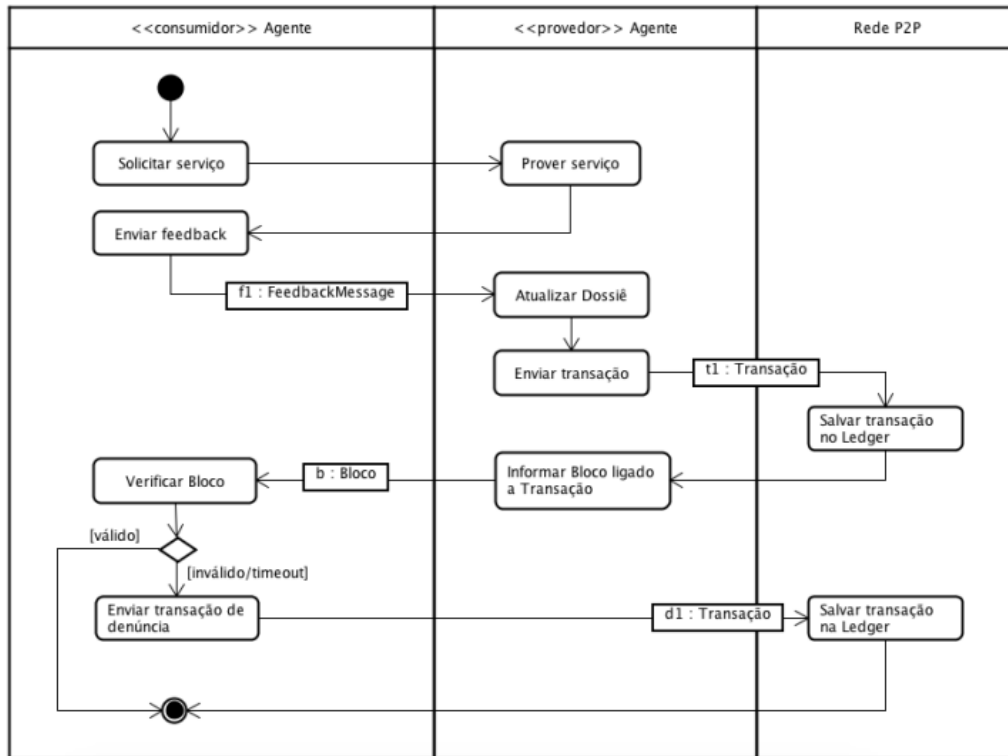 <<consumidor>> Agente
<<provedor>> Agente
Rede P2P
Solicitar serviço
Prover serviço
Enviar feedback
f1 : FeedbackMessage
Atualizar Dossiê
Enviar transação
t1 : Transação
Salvar transação
no Ledger
Informar Bloco ligado
a Transação
b : Bloco
Verificar Bloco
[válido]
[inválido/timeout]
Enviar transação de
denúncia
d1 : Transação
Salvar transação
na Ledger